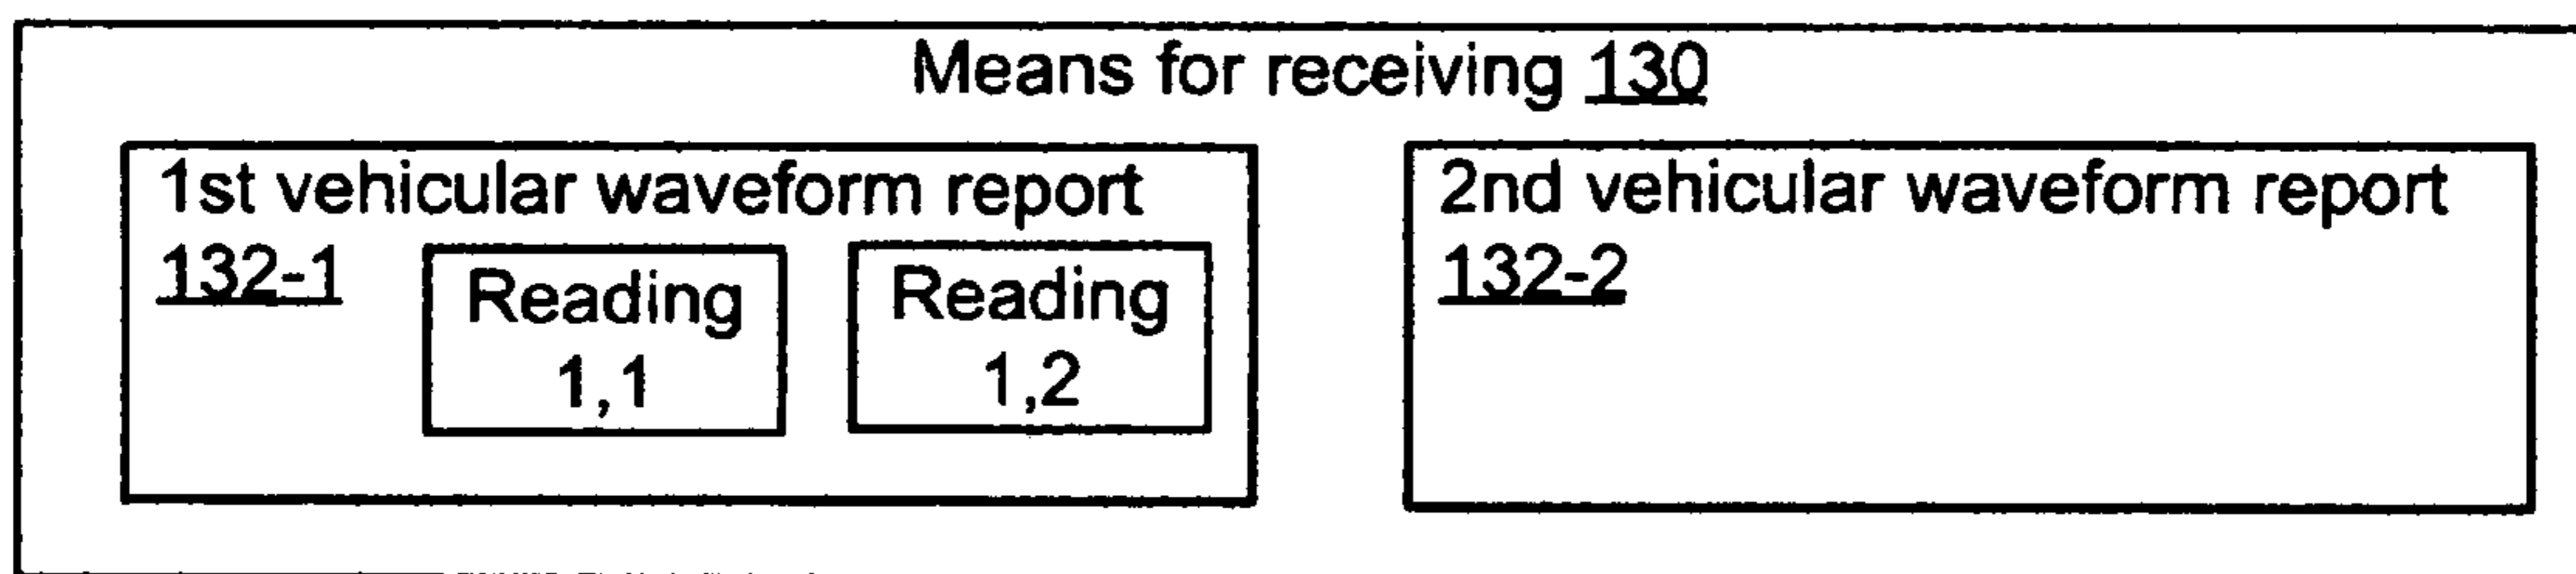 Means for receiving 130
1st vehicular waveform report
132-1
Reading
1,1
Reading
1,2
2nd vehicular waveform report
132-2